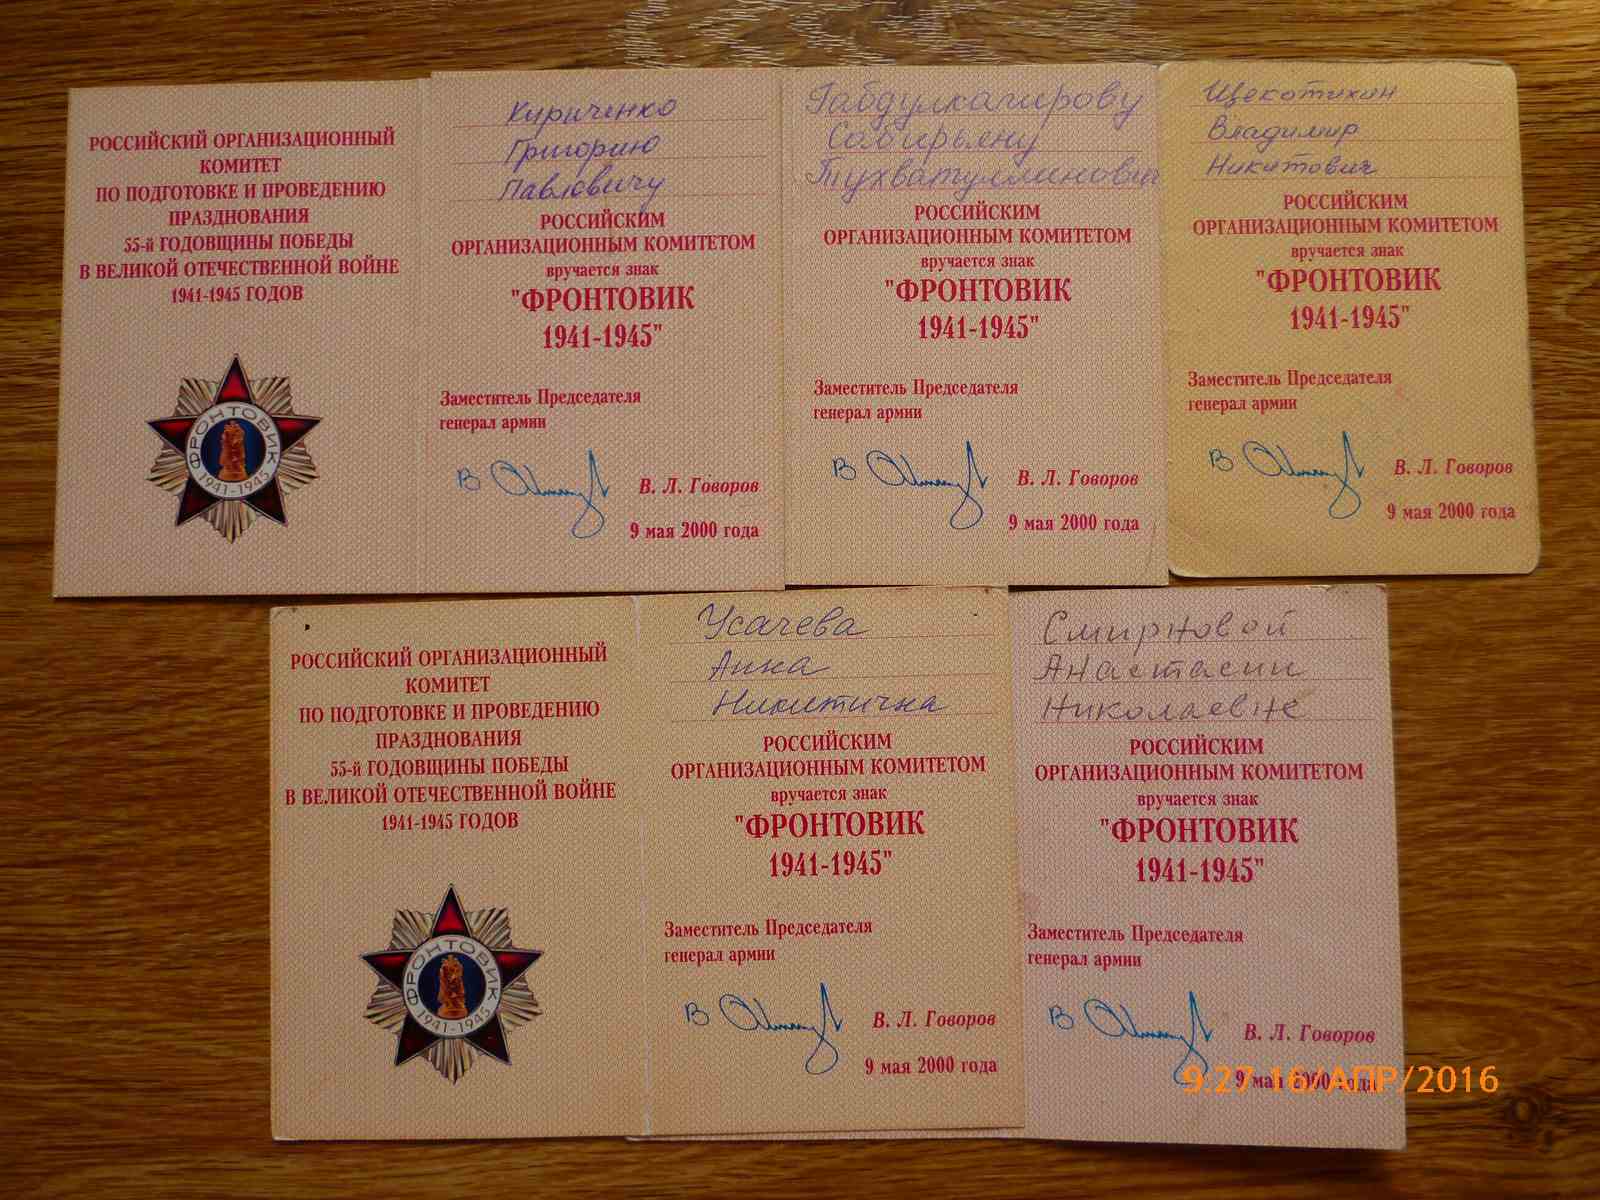 РОССИЙСКИЙ ОРГАНИЗАЦИОННЫЙ
КОМИТЕТ
ПО ПОДГОТОВКЕ И ПРОВЕДЕНИЮ
ПРАЗДНОВАНИЯ
55-й ГОДОВЩИНЫ ПОБЕДЫ
В ВЕЛИКОЙ ОТЕЧЕСТВЕННОЙ ВОЙНЕ
1941-1945 ГОДОВ
ФРОНТОВИК
1941-1945
Кириченко
Григорию
Павловичу
РОССИЙСКИМ
ОРГАНИЗАЦИОННЫМ КОМИТЕТОМ
вручается знак
"ФРОНТОВИК
1941-1945"
Заместитель Председателя
генерал армии
В. Л. Говоров
9 мая 2000 года
Габдулкагирову
Собирьяну
Тухватуллинович
РОССИЙСКИМ
ОРГАНИЗАЦИОННЫМ КОМИТЕТОМ
вручается знак
"ФРОНТОВИК
1941-1945"
Заместитель Председателя
генерал армии
В. Л. Говоров
9 мая 2000 года
Щекотихин
Владимир
Никитович
РОССИЙСКИМ
ОРГАНИЗАЦИОННЫМ КОМИТЕТОМ
вручается знак
"ФРОНТОВИК
1941-1945"
Заместитель Председателя
генерал армии
В. Л. Говоров
9 мая 2000 года
РОССИЙСКИЙ ОРГАНИЗАЦИОННЫЙ
КОМИТЕТ
ПО ПОДГОТОВКЕ И ПРОВЕДЕНИЮ
ПРАЗДНОВАНИЯ
55-й ГОДОВЩИНЫ ПОБЕДЫ
В ВЕЛИКОЙ ОТЕЧЕСТВЕННОЙ ВОЙНЕ
1941-1945 ГОДОВ
ФРОНТОВИК
1941-1945
Усачева
Анна
Никитична
РОССИЙСКИМ
ОРГАНИЗАЦИОННЫМ КОМИТЕТОМ
вручается знак
"ФРОНТОВИК
1941-1945"
Заместитель Председателя
генерал армии
В. Л. Говоров
9 мая 2000 года
Смирновой
Анастасии
Николаевне
РОССИЙСКИМ
ОРГАНИЗАЦИОННЫМ КОМИТЕТОМ
вручается знак
"ФРОНТОВИК
1941-1945"
Заместитель Председателя
генерал армии
В. Л. Говоров
9 мая 2000 года
9:27 16/АПР/2016